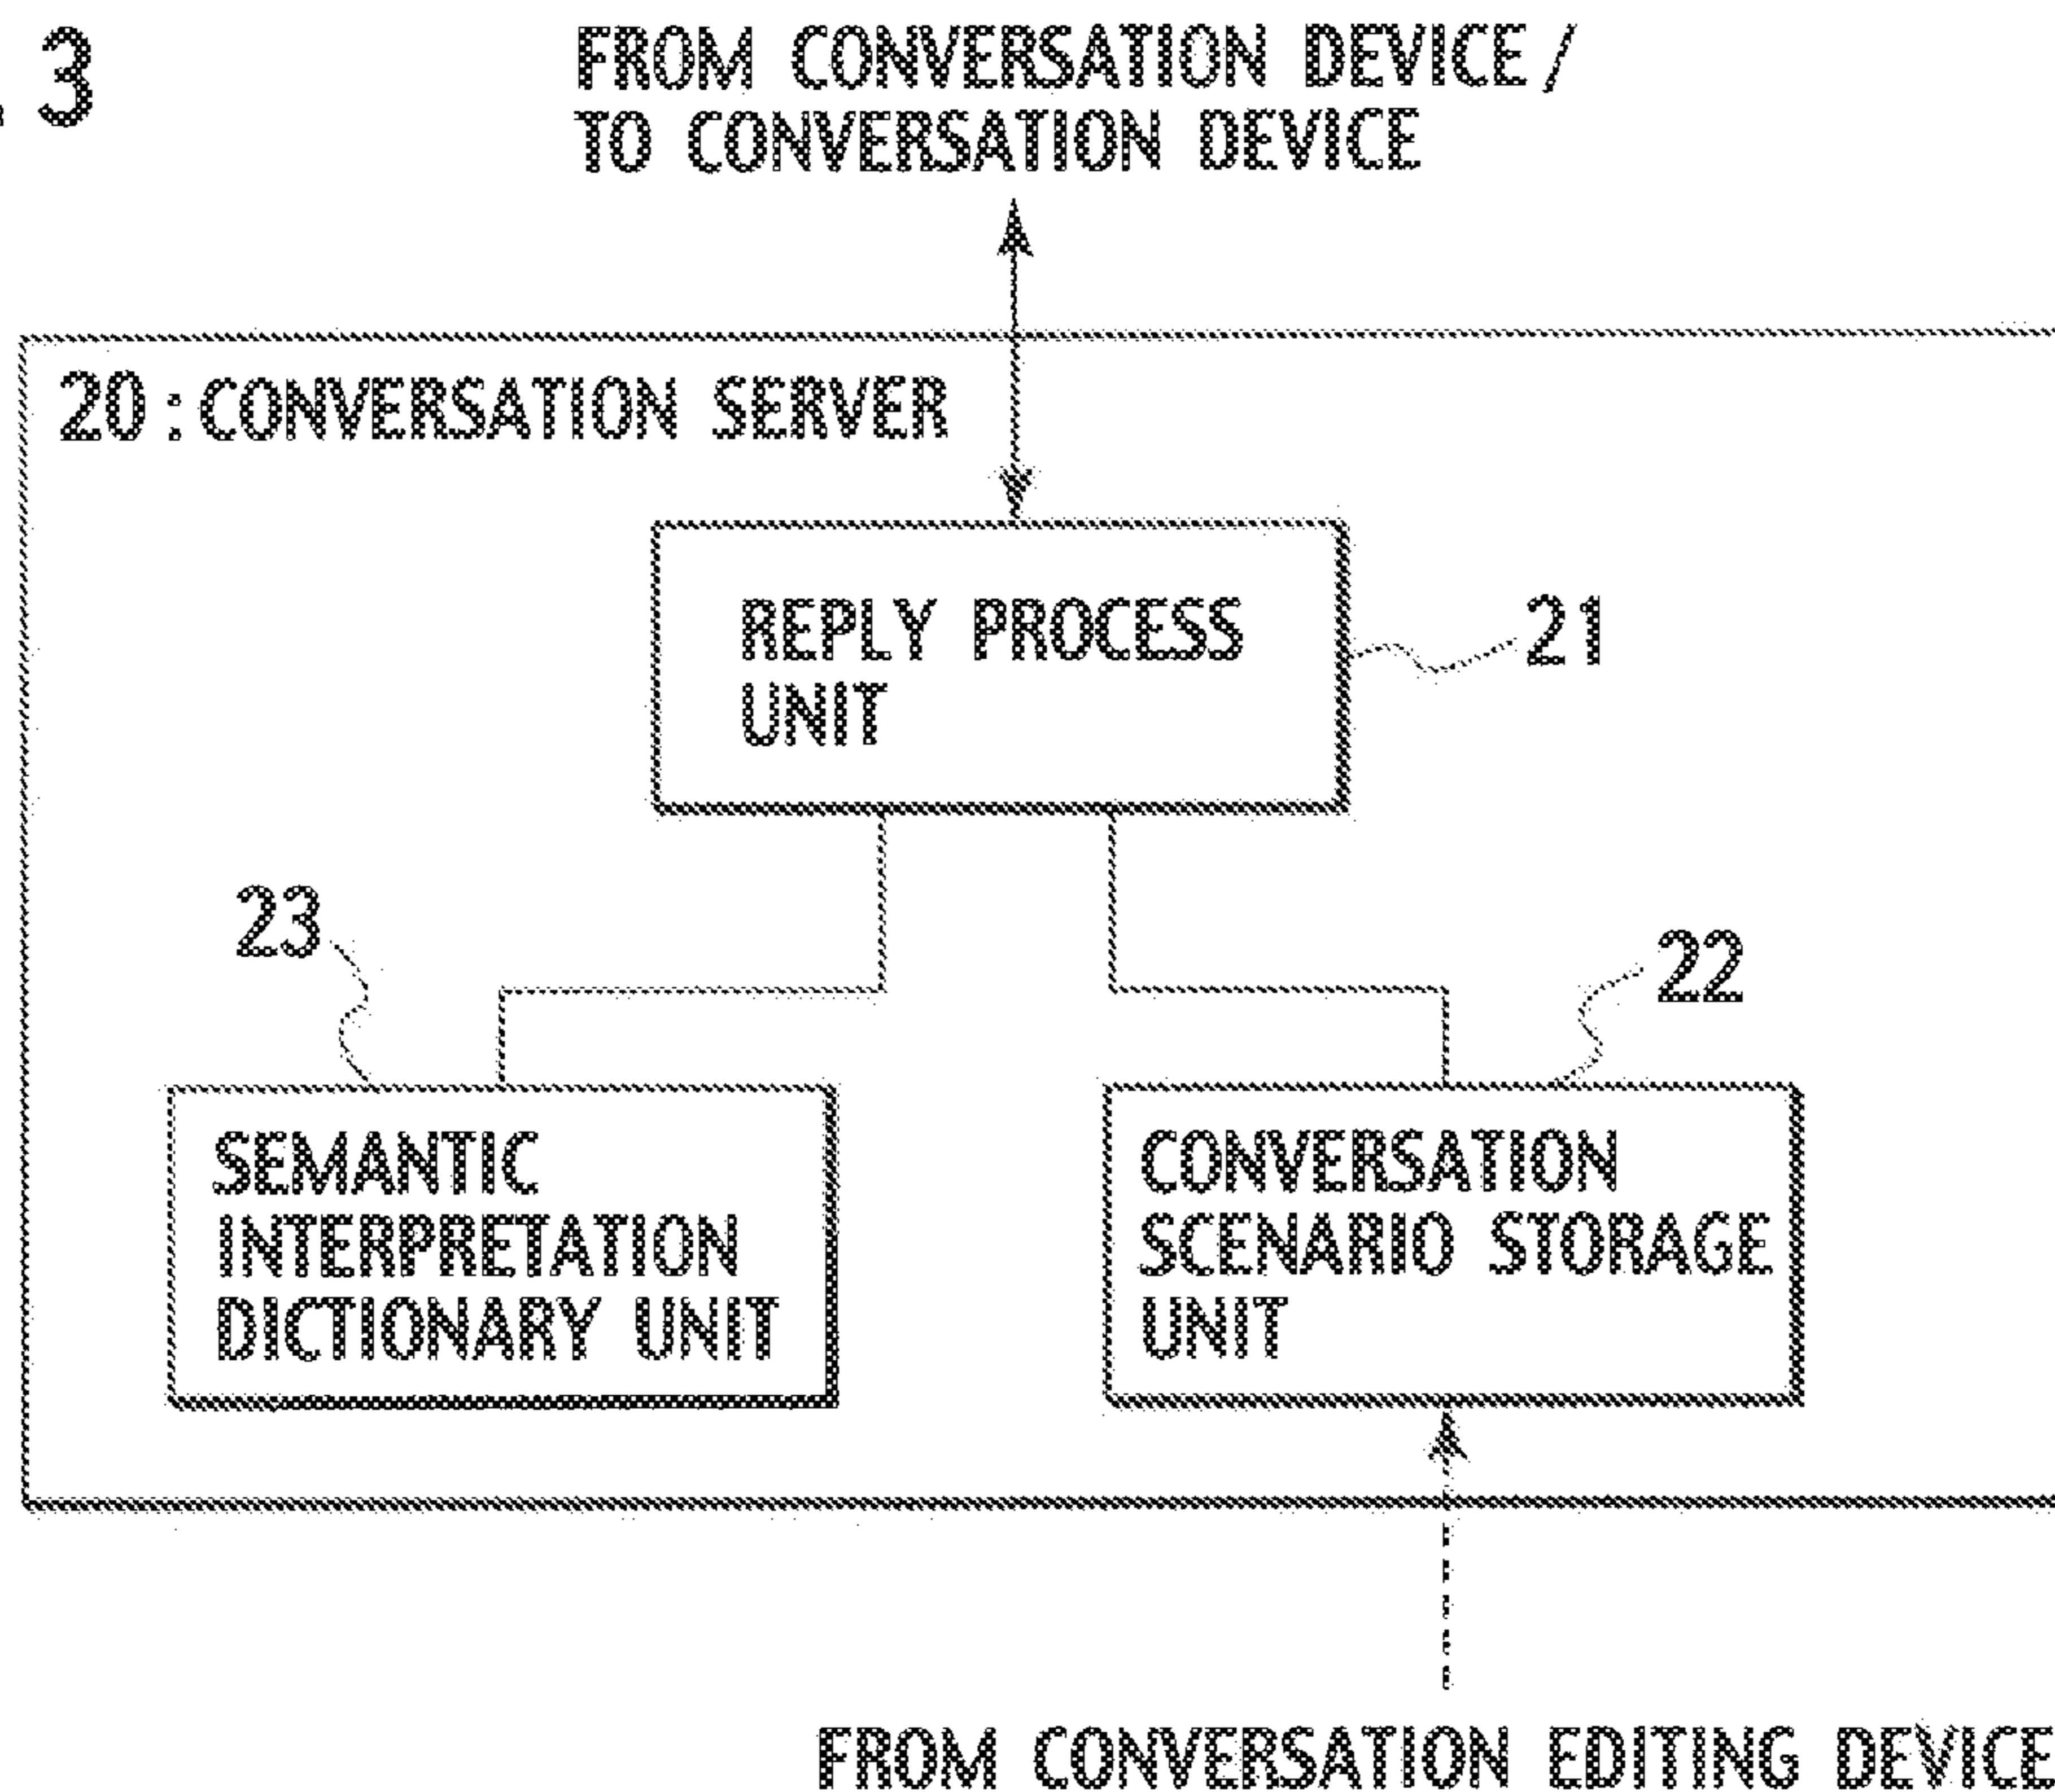 . 3
FROM CONVERSATION DEVICE /
TO CONVERSATION DEVICE
20 : CONVERSATION SERVER
REPLY PROCESS
UNIT
21
23
22
SEMANTIC
INTERPRETATION
DICTIONARY UNIT
CONVERSATION
SCENARIO STORAGE
UNIT
FROM CONVERSATION EDITING DEVICE